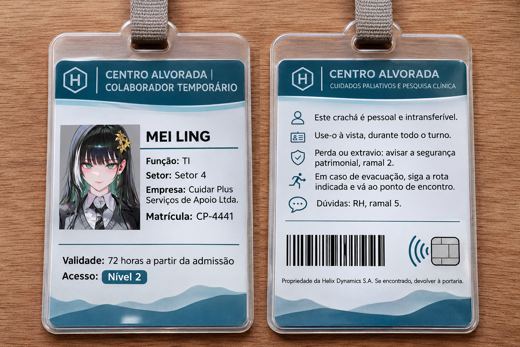 H
CENTRO ALVORADA |
COLABORADOR TEMPORÁRIO
MEI LING
Função: TI
Setor: Setor 4
Empresa: Cuidar Plus
Serviços de Apoio Ltda.
Matrícula: CP-4441
Validade: 72 horas a partir da admissão
Acesso: Nível 2
H
CENTRO ALVORADA
CUIDADOS PALIATIVOS E PESQUISA CLÍNICA
Este crachá é pessoal e intransferível.
Use-o à vista, durante todo o turno.
Perda ou extravio: avisar a segurança
patrimonial, ramal 2.
Em caso de evacuação, siga a rota
indicada e vá ao ponto de encontro.
Dúvidas: RH, ramal 5.
Propriedade da Helix Dynamics S.A. Se encontrado, devolver à portaria.